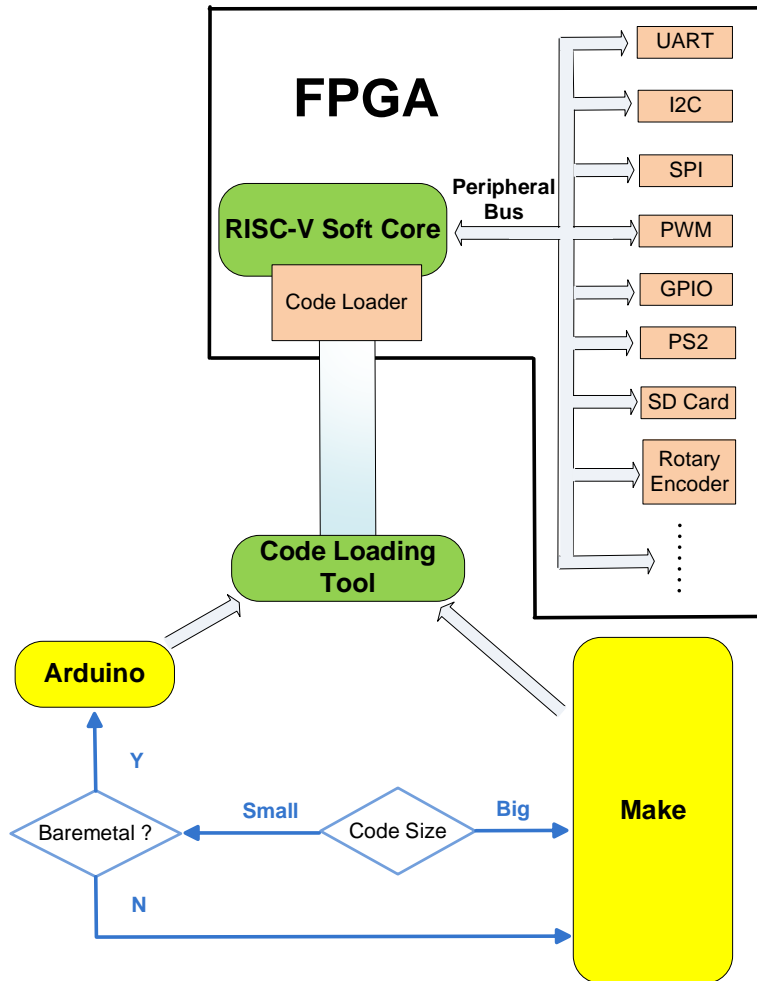 FPGA
UART
I2C
SPI
Peripheral
Bus
RISC-V Soft Core
PWM
Code Loader
GPIO
PS2
SD Card
Rotary
Encoder
Code Loading
Tool
Arduino
Make
Y
Small
Big
Baremetal ?
Code Size
N